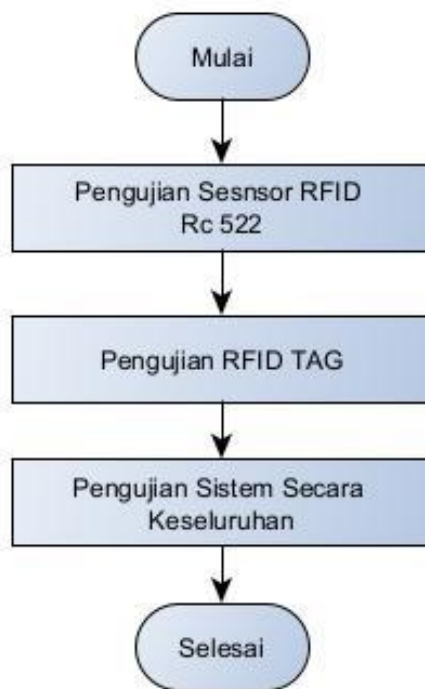 Mulai
Pengujian Sesnsor RFID
Rc 522
Pengujian RFID TAG
Pengujian Sistem Secara
Keseluruhan
Selesai